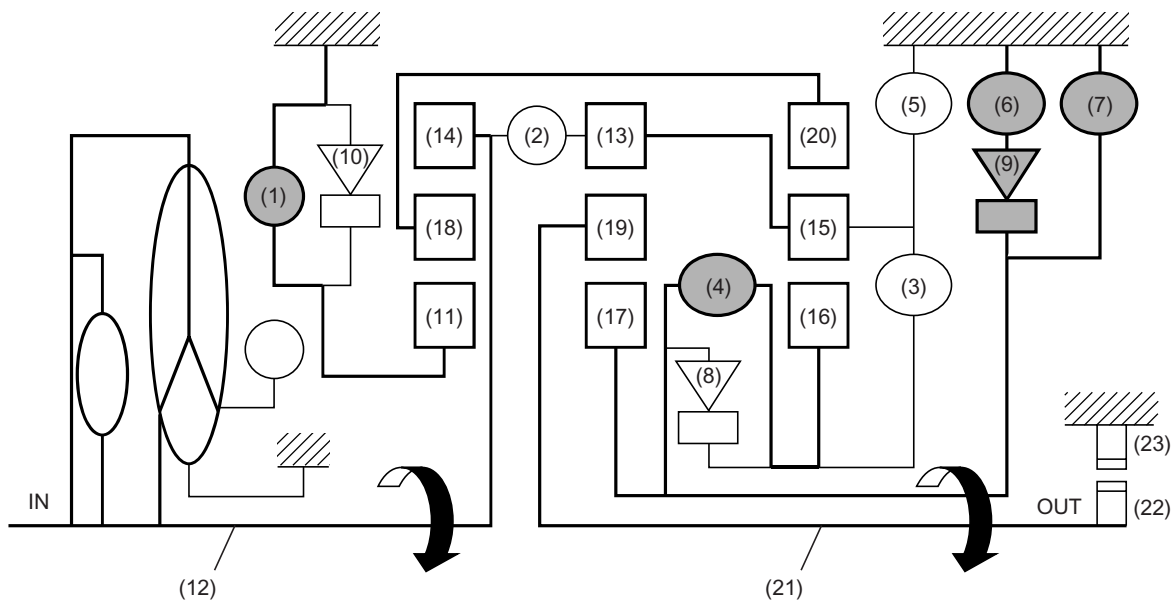 (5) (6) (7)
(14) (2) (13) (20)
(10) (9)
(1)
(18) (19) (15)
(4) (3)
(11) (17) (16)
(8)
(23)
IN OUT (22)
(12) (21)